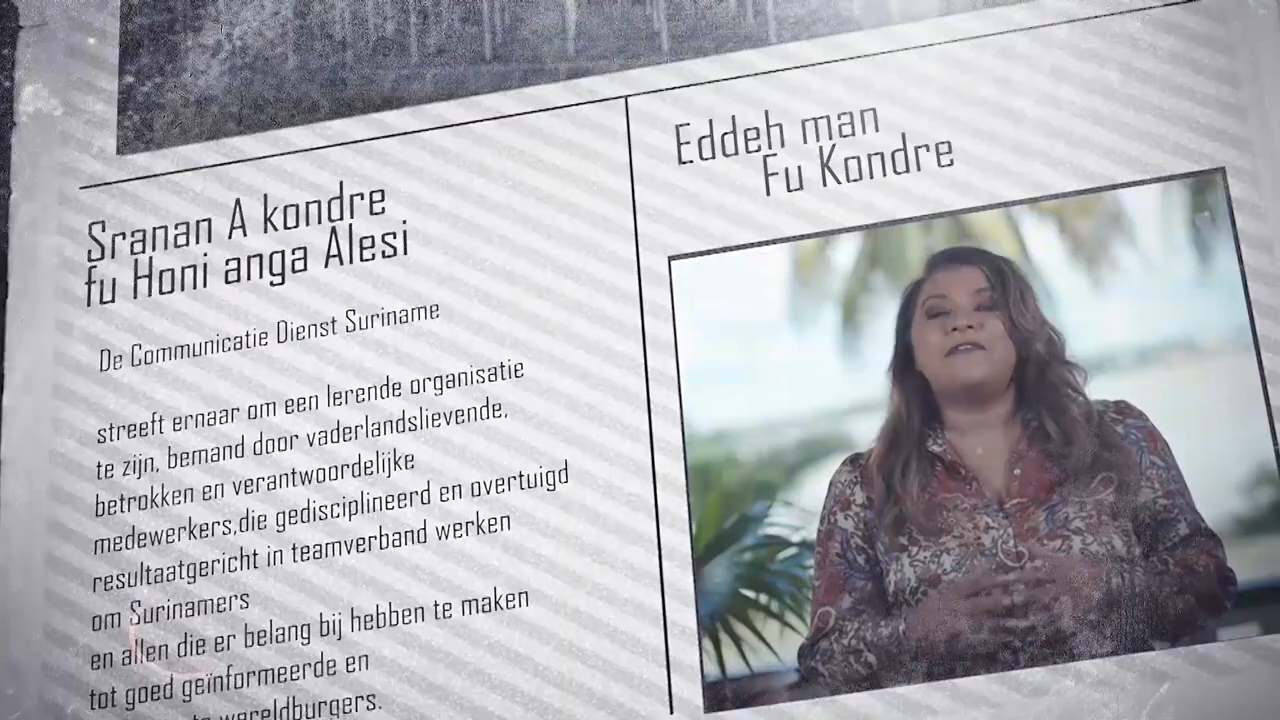 Sranan A kondre
fu Honi anga Alesi
De Communicatie Dienst Suriname
streeft ernaar om een lerende organisatie
te zijn, bemand door vaderlandslievende,
betrokken en verantwoordelijke
medewerkers,die gedisciplineerd en overtuigd
resultaatgericht in teamverband werken
om Surinamers
en allen die er belang bij hebben te maken
tot goed geïnformeerde en
wereldburgers.
Eddeh man
Fu Kondre